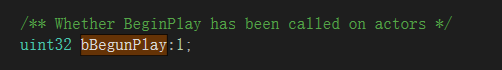 /** Whether BeginPlay has been called on actors */
uint32 bBegunPlay:1;